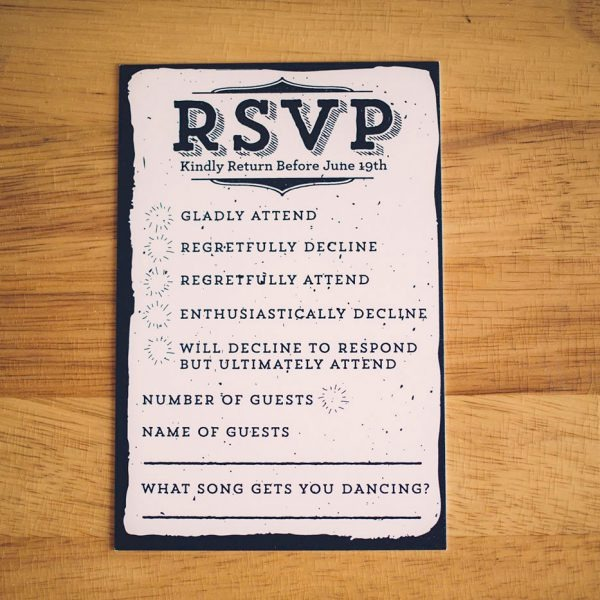 RSVP
Kindly Return Before June 19th
GLADLY ATTEND
REGRETFULLY DECLINE
REGRETFULLY ATTEND
ENTHUSIASTICALLY DECLINE
WILL DECLINE TO RESPOND
BUT ULTIMATELY ATTEND
NUMBER OF GUESTS
NAME OF GUESTS
WHAT SONG GETS YOU DANCING?